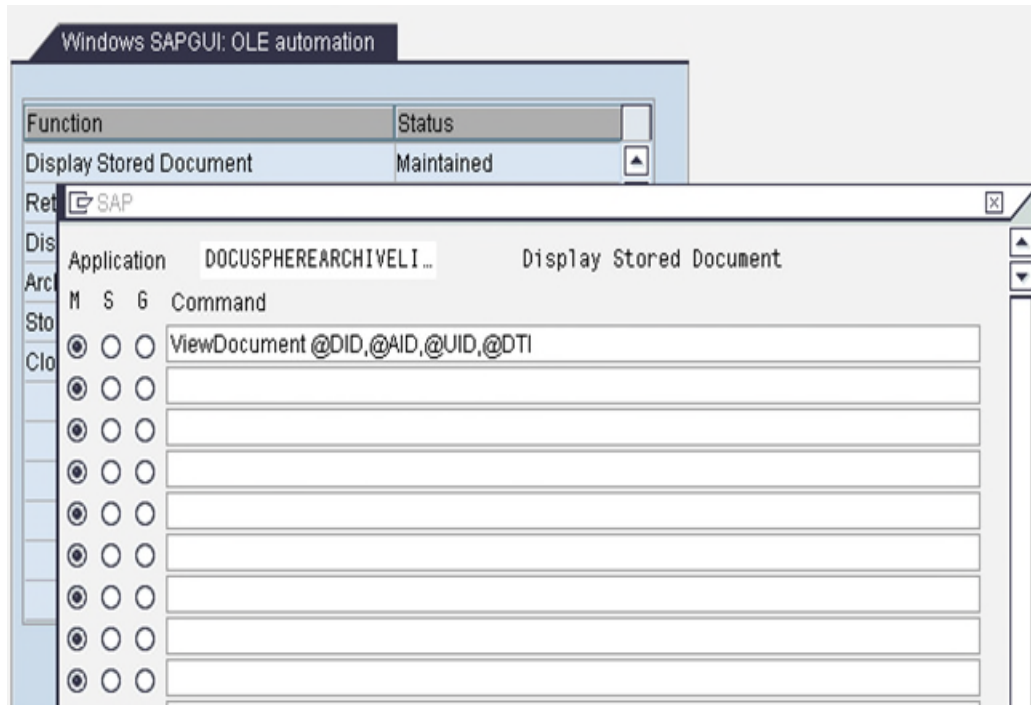 Windows SAPGUI: OLE automation
Function Status
Display Stored Document Maintained
Ret SAP
Dis
Application DOCUSPHEREARCHIVELI… Display Stored Document
Arch
M S G Command
Sto
ViewDocument @DID,@AID,@UID,@DTI
Clo